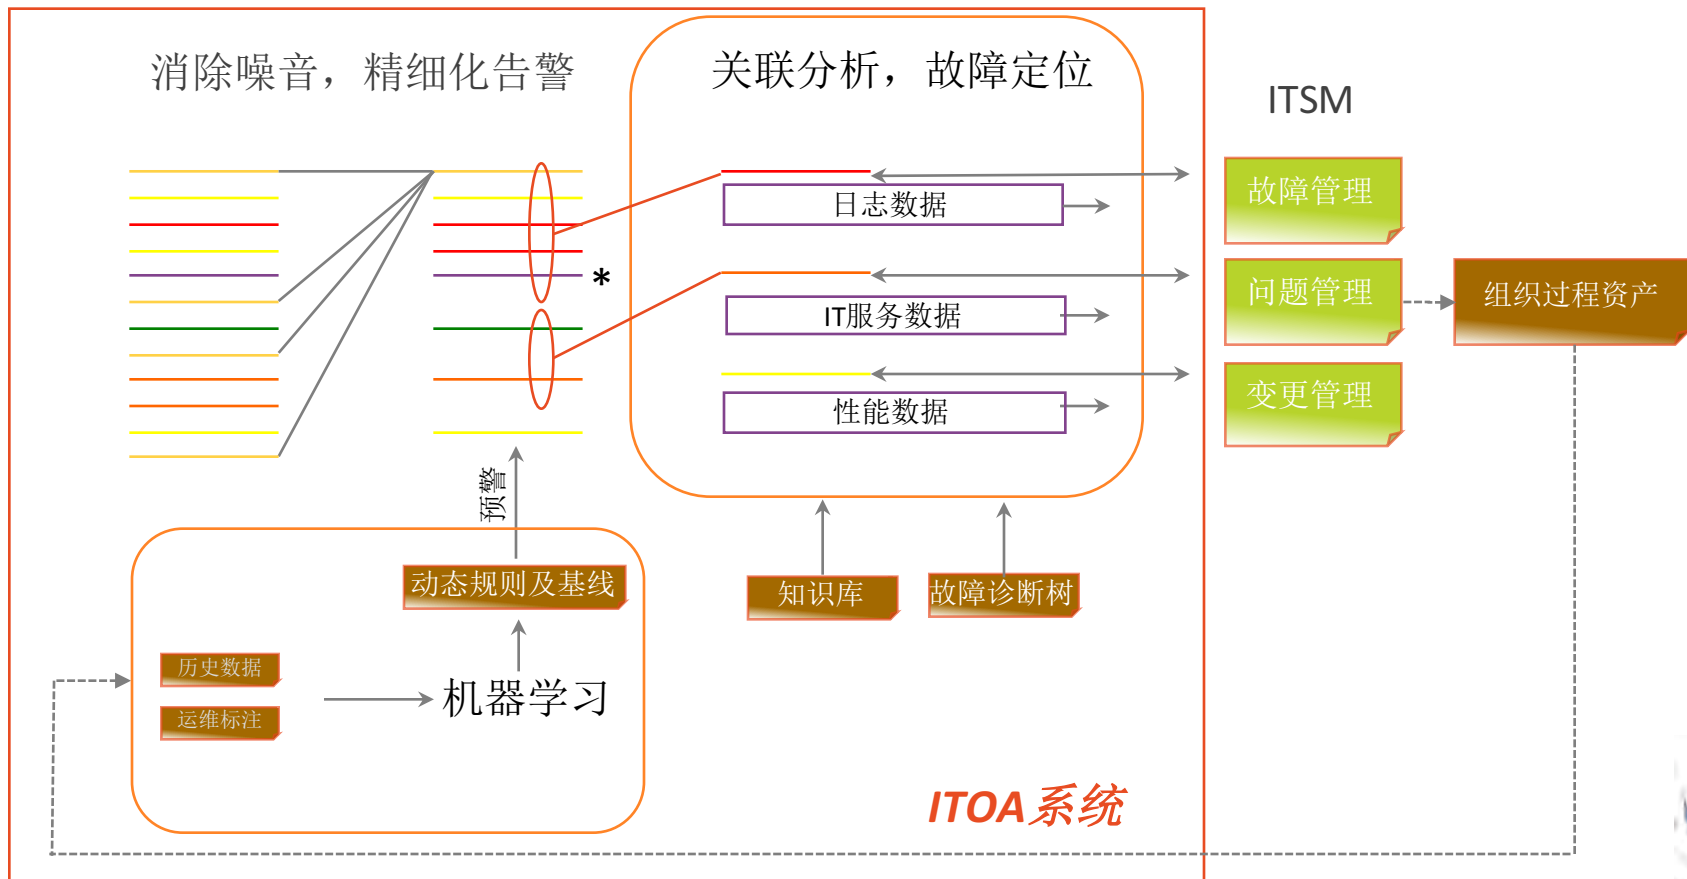 消除噪音，精细化告警
关联分析，故障定位
ITSM
日志数据
故障管理
*
IT服务数据
问题管理
组织过程资产
性能数据
变更管理
预警
动态规则及基线
知识库
故障诊断树
历史数据
机器学习
运维标注
ITOA系统